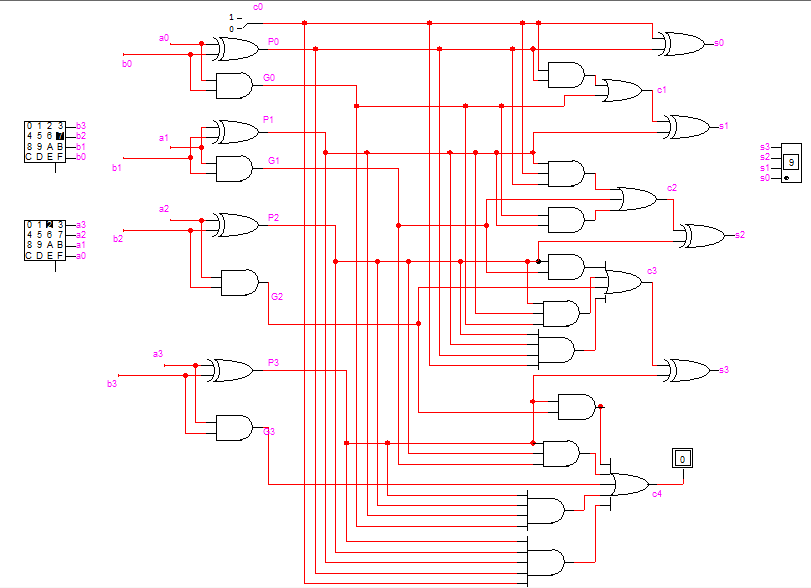 c0
1
0
a0
P0
s0
b0
G0
c1
P1
a1
s1
G1
b1
0 1 2 3 b3
4 5 6 7 b2
8 9 A B b1
C D E F b0
s3
s2 9
s1
s0
c2
a2
P2
b2
s2
0 1 2 3 a3
4 5 6 7 a2
8 9 A B a1
C D E F a0
c3
G2
a3
P3
s3
b3
G3
0
c4